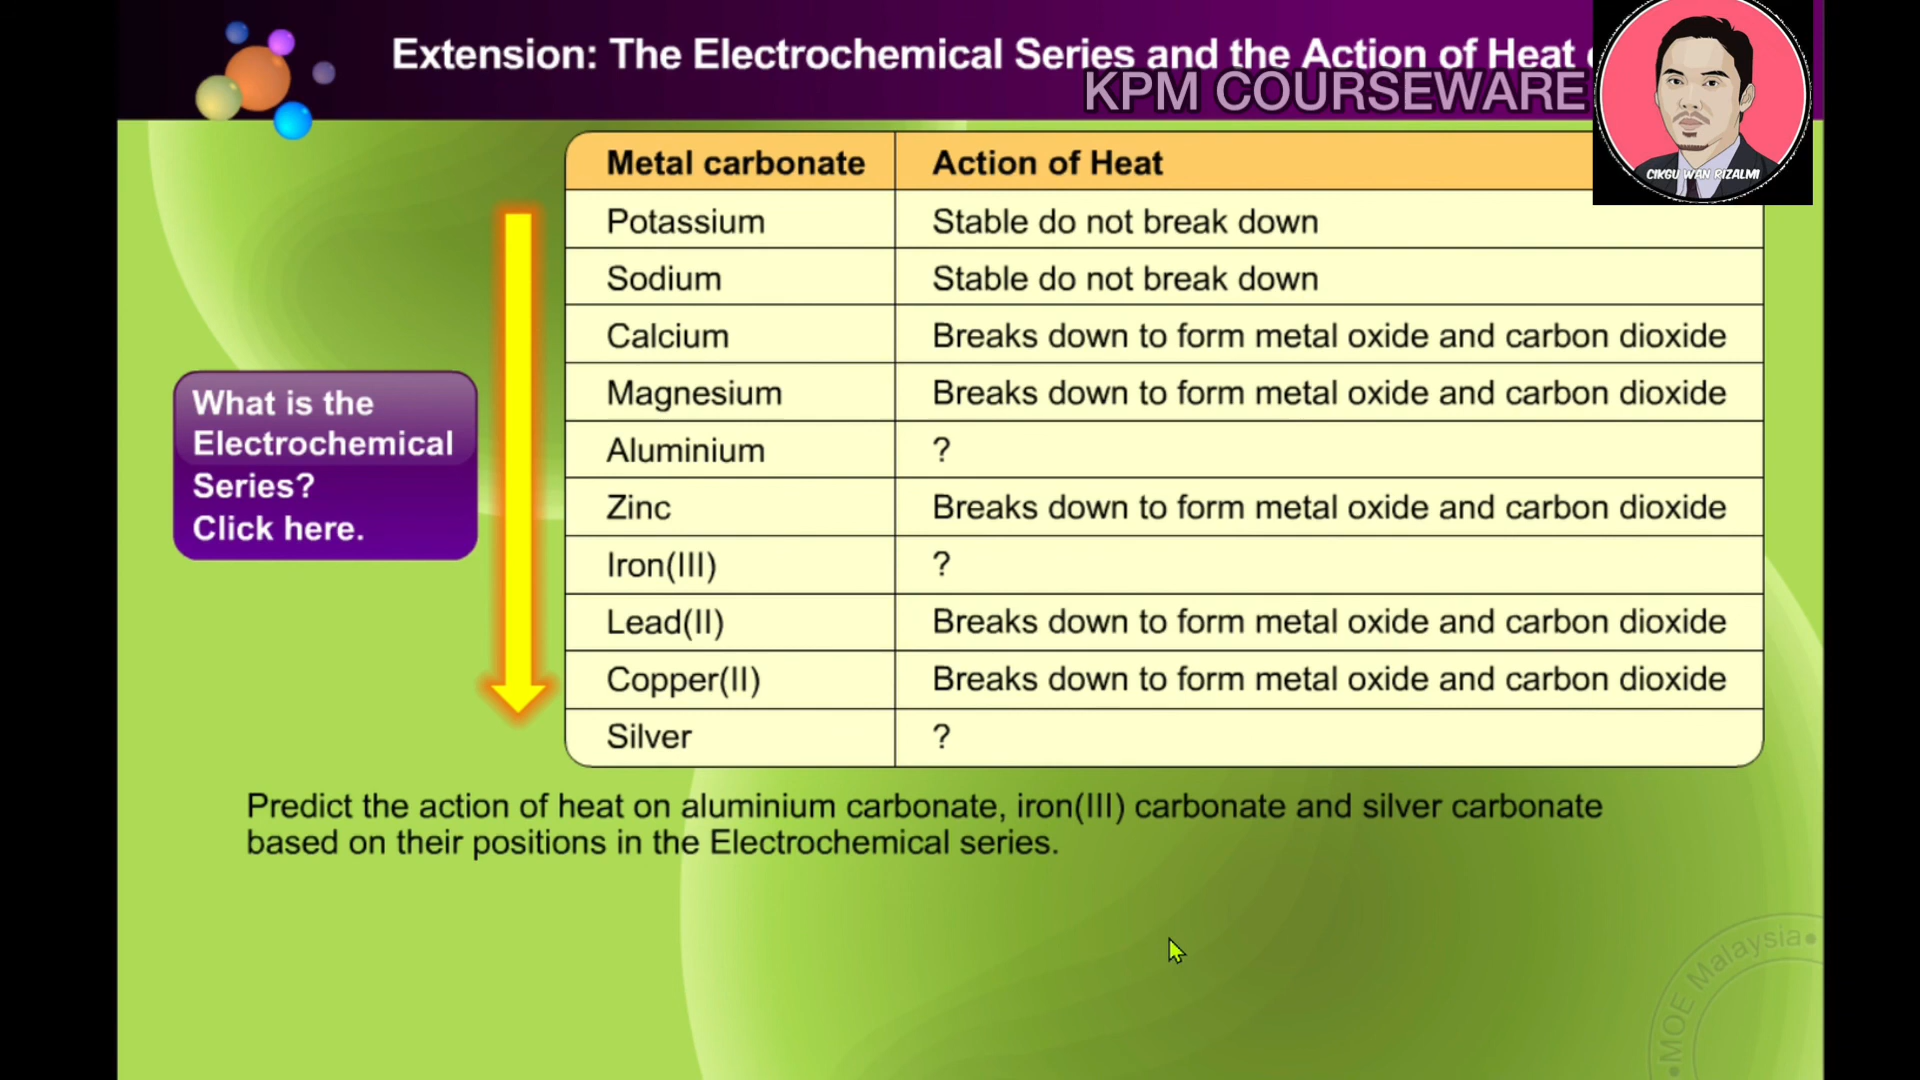 Extension: The Electrochemical Series and the Action of Heat
KPM COURSEWARE
CIKGU WAN RIZALMI
Metal carbonate Action of Heat
Potassium Stable do not break down
Sodium Stable do not break down
Calcium Breaks down to form metal oxide and carbon dioxide
Magnesium Breaks down to form metal oxide and carbon dioxide
Aluminium ?
Zinc Breaks down to form metal oxide and carbon dioxide
Iron(III) ?
Lead(II) Breaks down to form metal oxide and carbon dioxide
Copper(II) Breaks down to form metal oxide and carbon dioxide
Silver ?
What is the
Electrochemical
Series?
Click here.
Predict the action of heat on aluminium carbonate, iron(III) carbonate and silver carbonate
based on their positions in the Electrochemical series.
MOE Malaysia